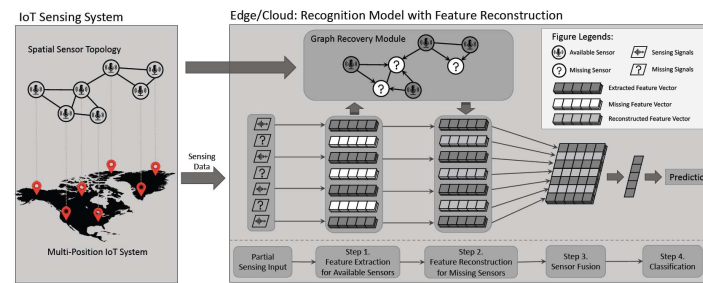 IoT Sensing System
Spatial Sensor Topology
Multi-Position IoT System
Sensing
Data
Edge/Cloud: Recognition Model with Feature Reconstruction
Graph Recovery Module
?
?
?
Figure Legends:
Available Sensor
Sensing Signals
? Missing Sensor
? Missing Signals
Extracted Feature Vector
Missing Feature Vector
Reconstructed Feature Vector
?
?
?
Predictio
Partial
Sensing Input
Step 1.
Feature Extraction
for Available Sensors
Step 2.
Feature Reconstruction
for Missing Sensors
Step 3.
Sensor Fusion
Step 4.
Classification